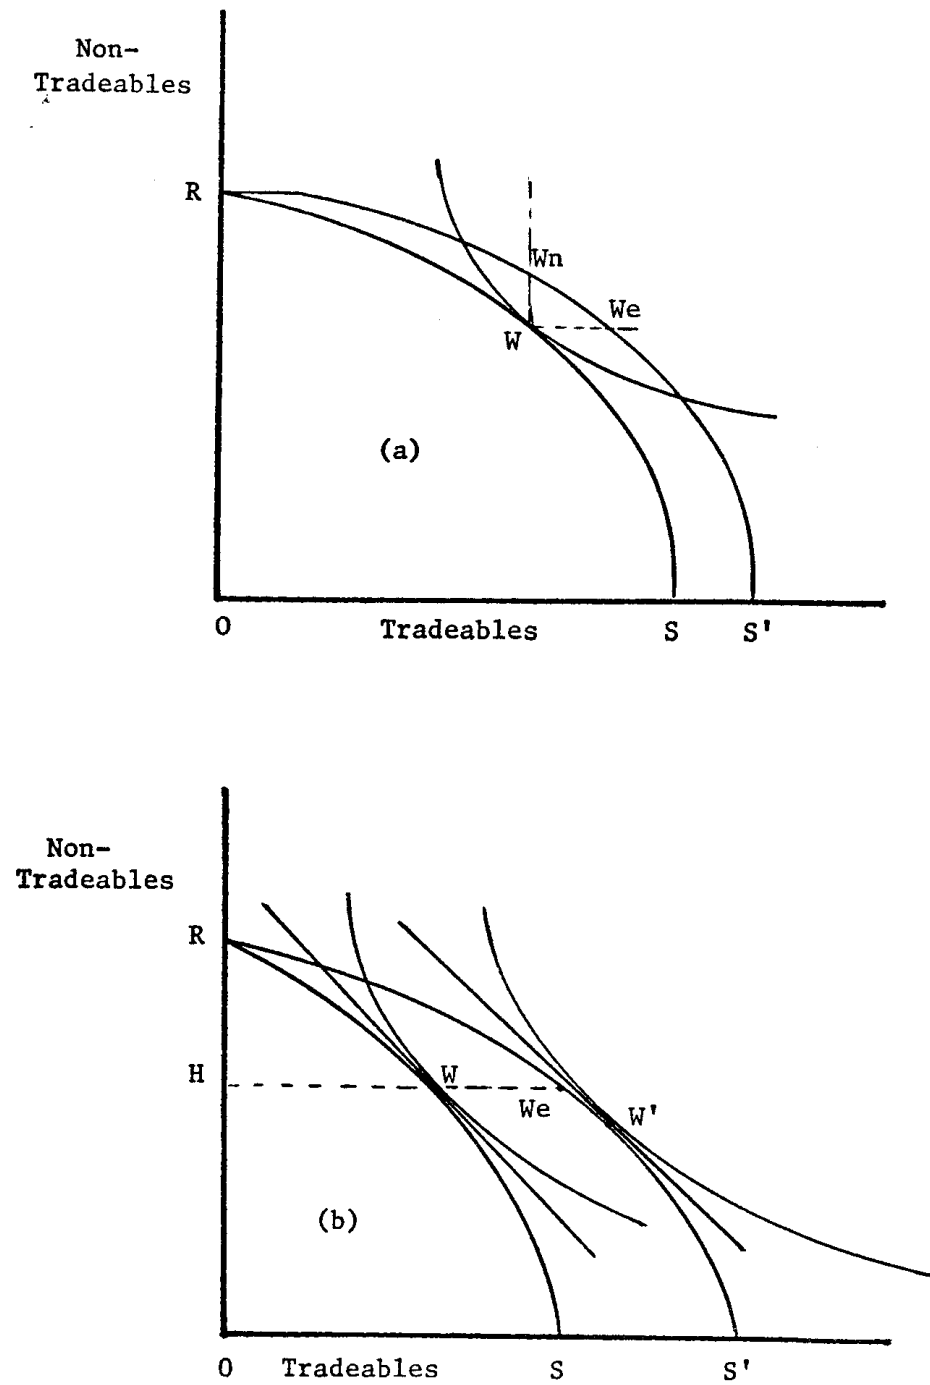 Non-
Tradeables
R
Wn
We
W
(a)
O
Tradeables
S
S'
Non-
Tradeables
R
H
W
We
W'
(b)
O
Tradeables
S
S'